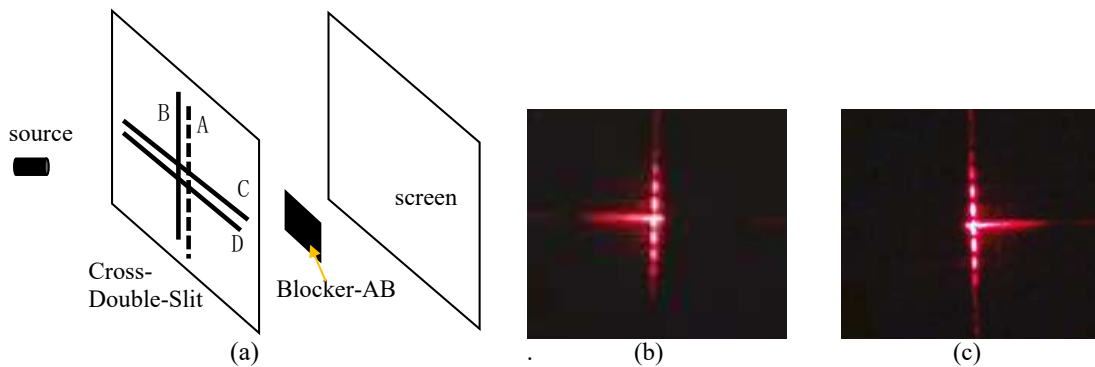 B
A
source
C
screen
D
Cross-
Double-Slit
Blocker-AB
(a)
.
(b)
(c)